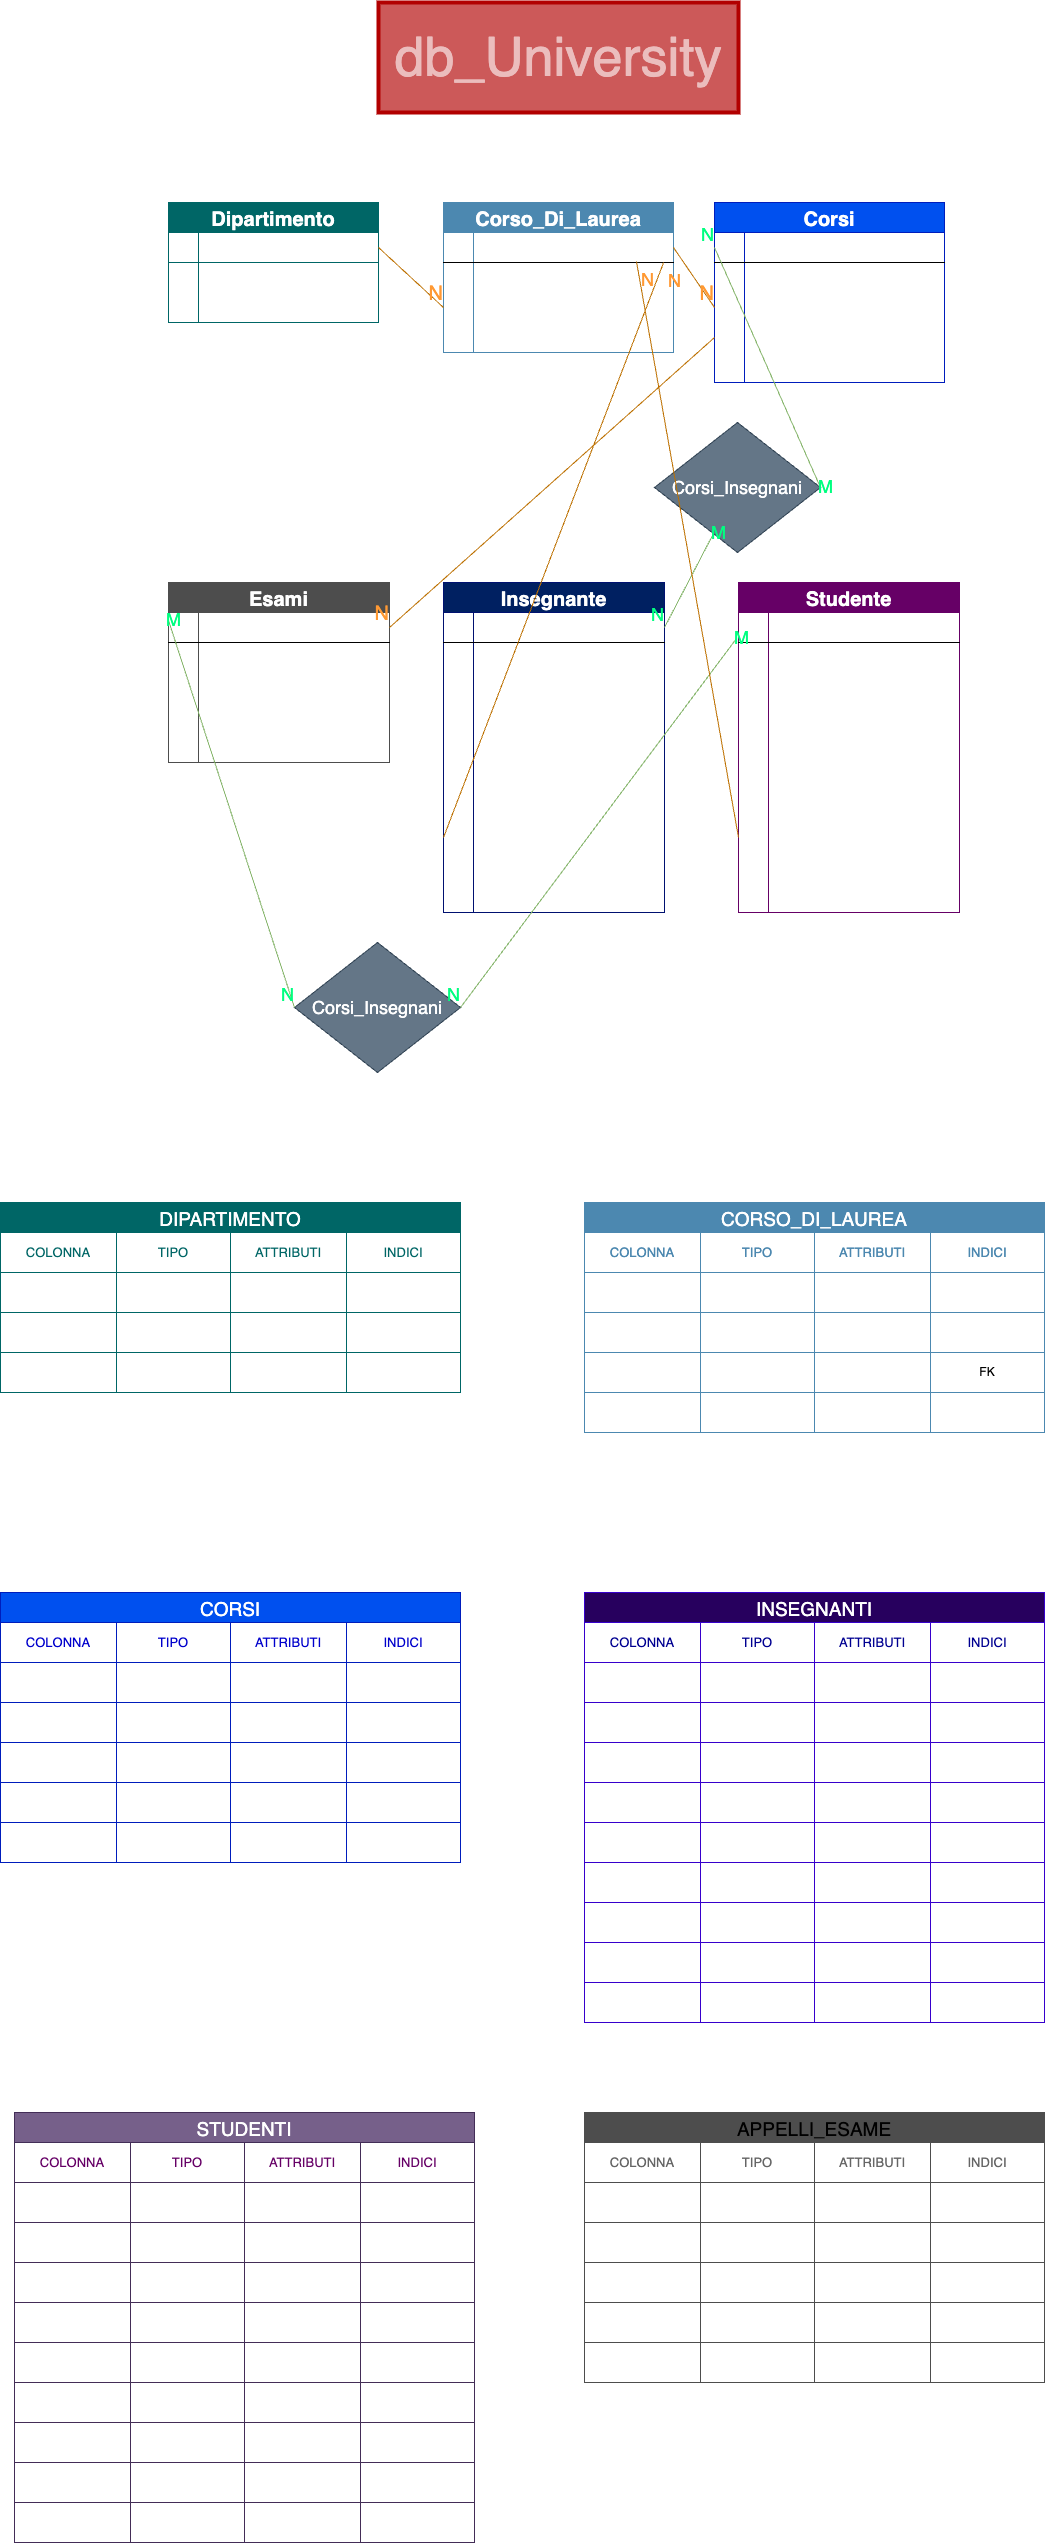 db_University
Dipartimento
Corso_Di_Laurea
Corsi
N
N
N
N
N
Corsi_Insegnani
M
M
Esami
Insegnante
Studente
M
N
N
M
N
N
Corsi_Insegnani
DIPARTIMENTO
COLONNA TIPO ATTRIBUTI INDICI
CORSO_DI_LAUREA
COLONNA TIPO ATTRIBUTI INDICI
FK
CORSI
COLONNA TIPO ATTRIBUTI INDICI
INSEGNANTI
COLONNA TIPO ATTRIBUTI INDICI
STUDENTI
COLONNA TIPO ATTRIBUTI INDICI
APPELLI_ESAME
COLONNA TIPO ATTRIBUTI INDICI